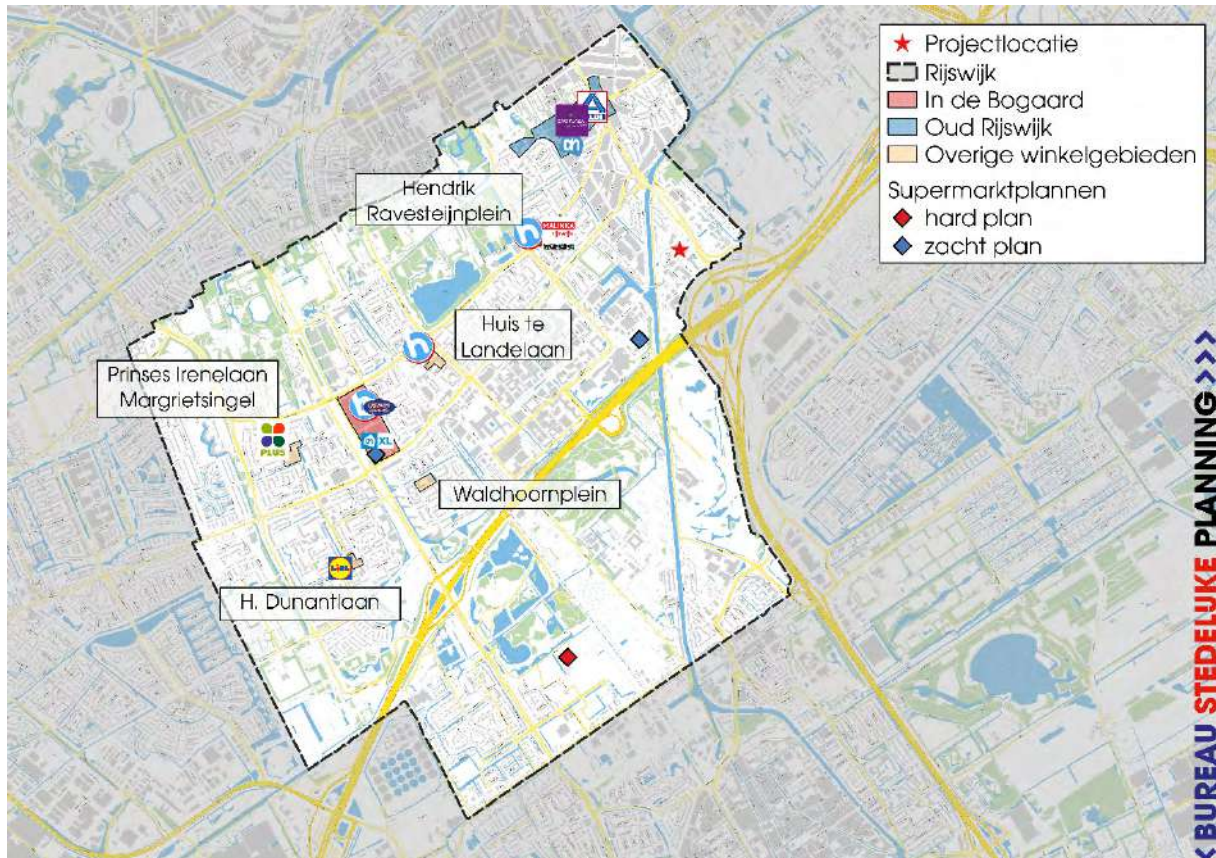 Projectlocatie
Rijswijk
In de Bogaard
Oud Rijswijk
Overige winkelgebieden
Supermarktplannen
hard plan
zacht plan
Hendrik
Ravesteijnplein
Huis te
Landelaan
Prinses Irenelaan
Margrietsingel
PLUS
XL
Waldhoornplein
LIDL
H. Dunantlaan
BUREAU STEDELIJKE PLANNING